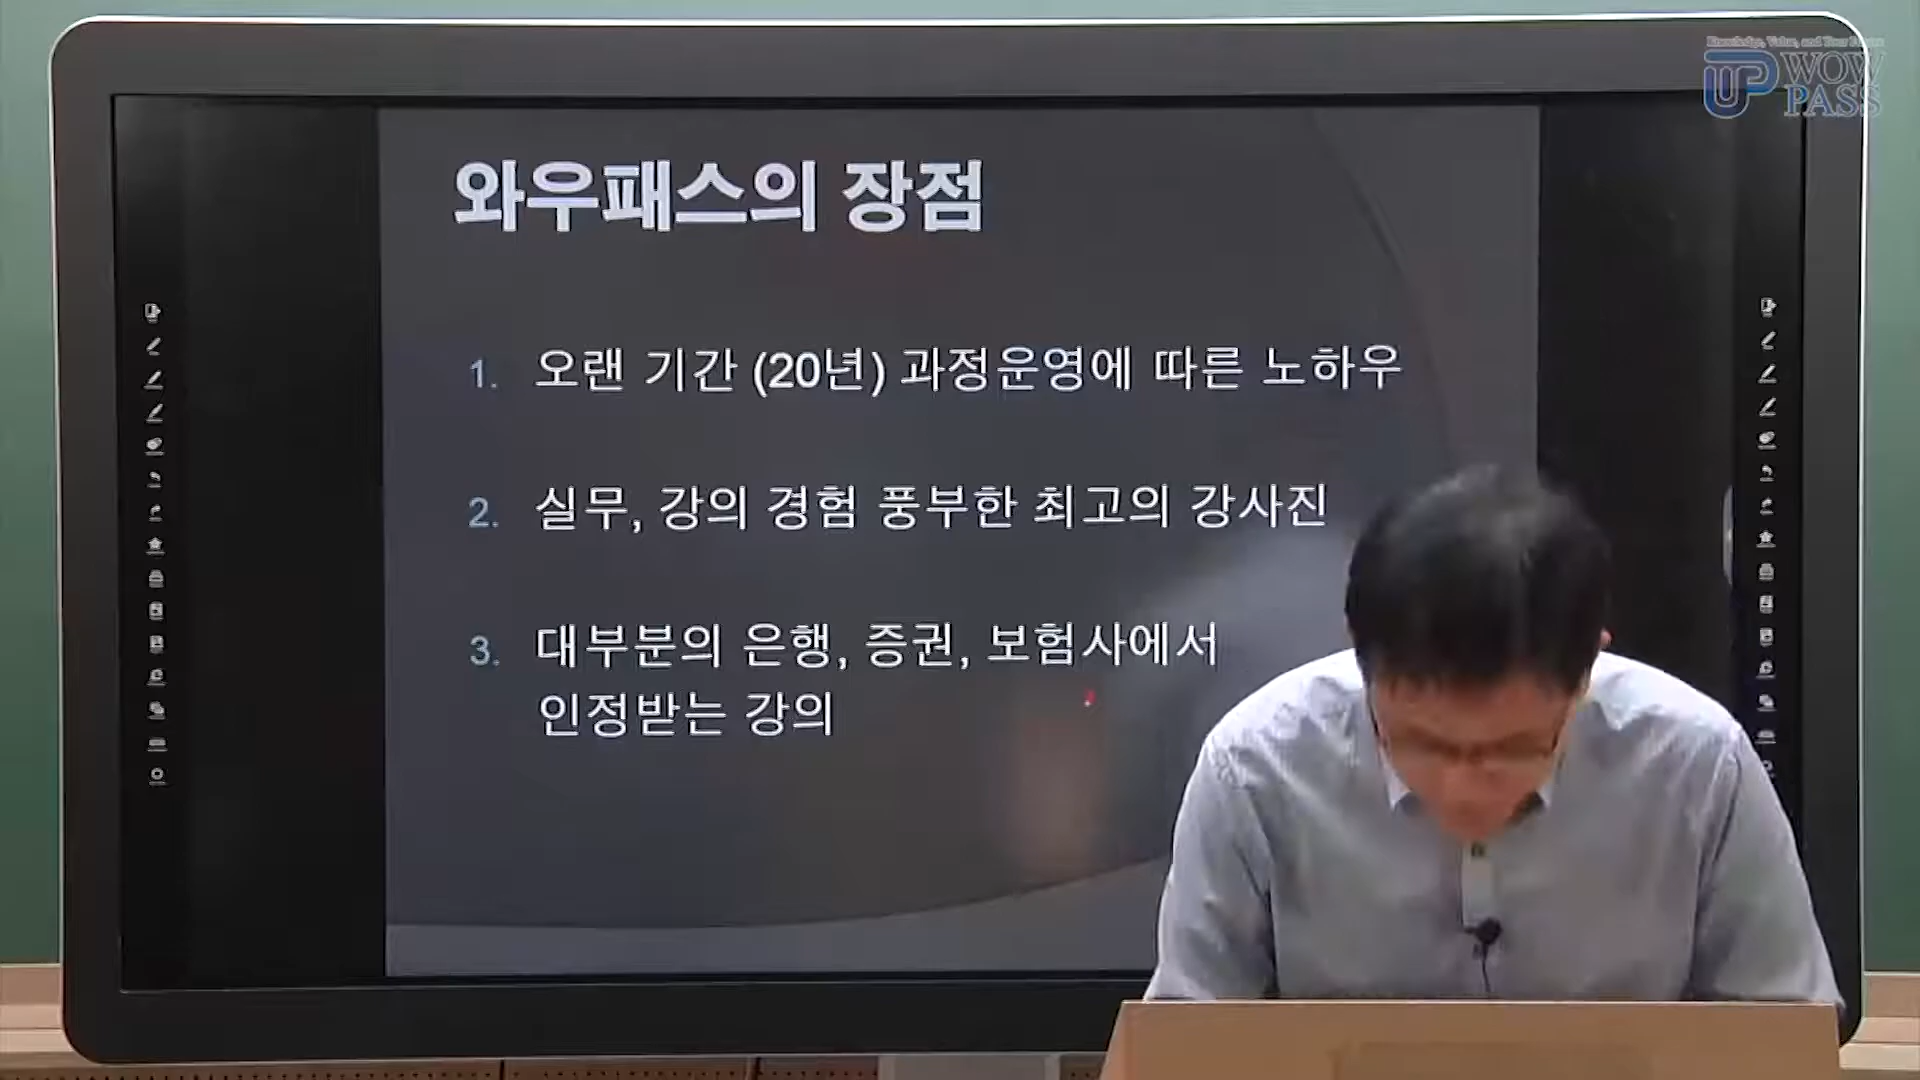 WOW
PASS
와우패스의 장점
1. 오랜 기간 (20년) 과정운영에 따른 노하우
2. 실무, 강의 경험 풍부한 최고의 강사진
3. 대부분의 은행, 증권, 보험사에서
인정받는 강의